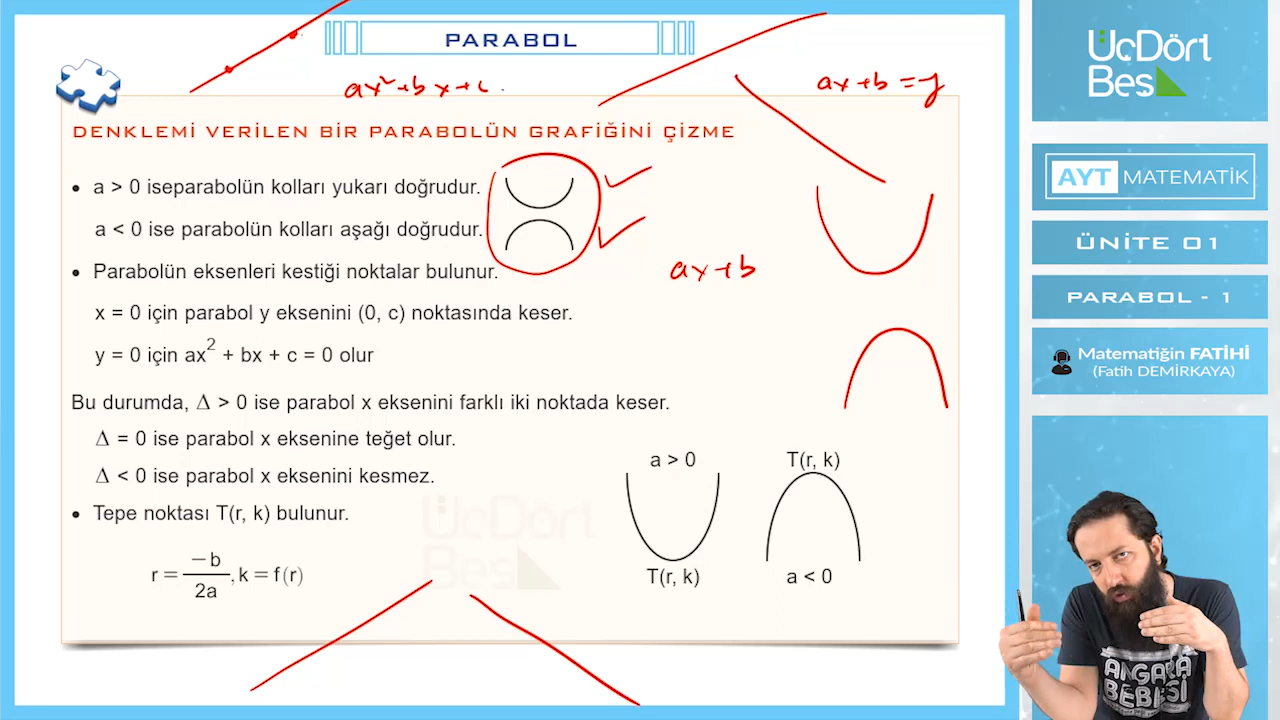 PARABOL
ax²+bx+c
ax+b=y
DENKLEMİ VERİLEN BİR PARABOLÜN GRAFİĞİNİ ÇİZME
• a > 0 iseparabolün kolları yukarı doğrudur.
a < 0 ise parabolün kolları aşağı doğrudur.
ax+b
• Parabolün eksenleri kestiği noktalar bulunur.
x = 0 için parabol y eksenini (0, c) noktasında keser.
y = 0 için ax² + bx + c = 0 olur
Bu durumda, Δ > 0 ise parabol x eksenini farklı iki noktada keser.
Δ = 0 ise parabol x eksenine teğet olur.
Δ < 0 ise parabol x eksenini kesmez.
• Tepe noktası T(r, k) bulunur.
r = −b/2a, k = f(r)
a > 0
T(r, k)
T(r, k)
a < 0
ÜçDört
Beş
ÜçDört
Beş
AYT MATEMATİK
ÜNİTE 01
PARABOL - 1
Matematiğin FATİHİ
(Fatih DEMİRKAYA)
ANGARA
BEBESİ